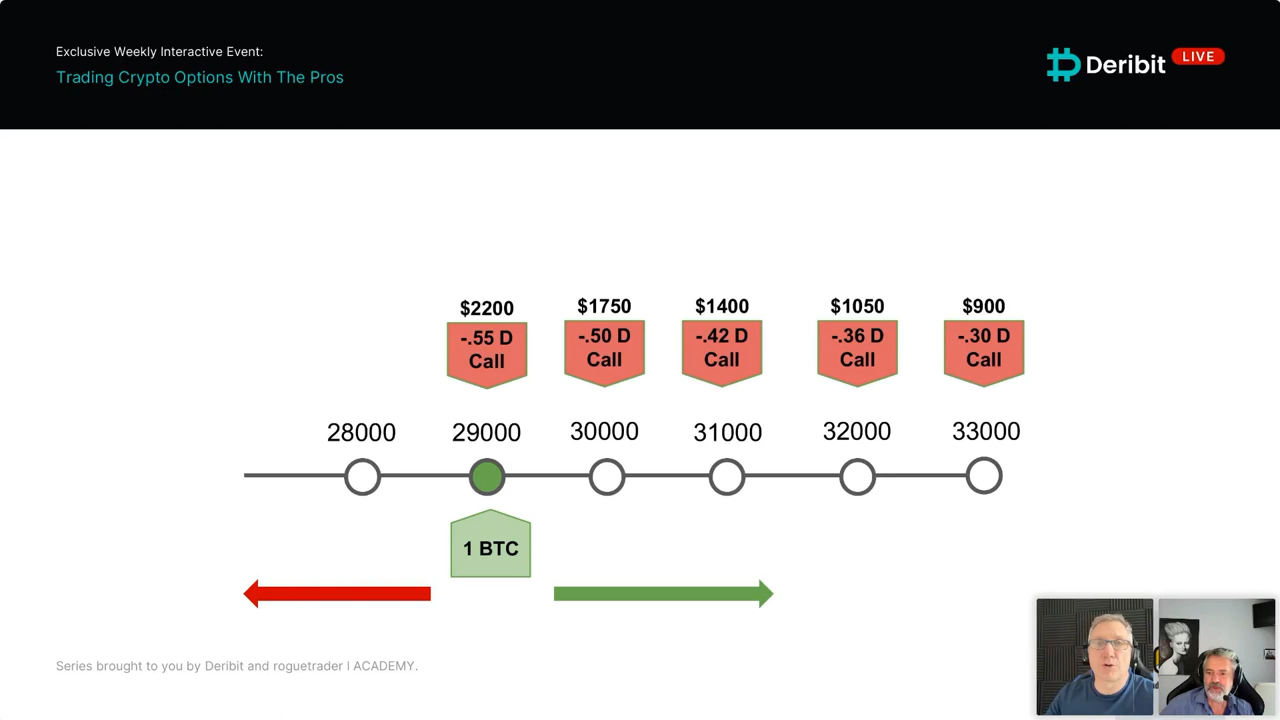 Exclusive Weekly Interactive Event:
Trading Crypto Options With The Pros
Deribit LIVE
$2200 $1750 $1400 $1050 $900
-.55 D -.50 D -.42 D -.36 D -.30 D
Call Call Call Call Call
28000 29000 30000 31000 32000 33000
1 BTC
Series brought to you by Deribit and roguetrader | ACADEMY.